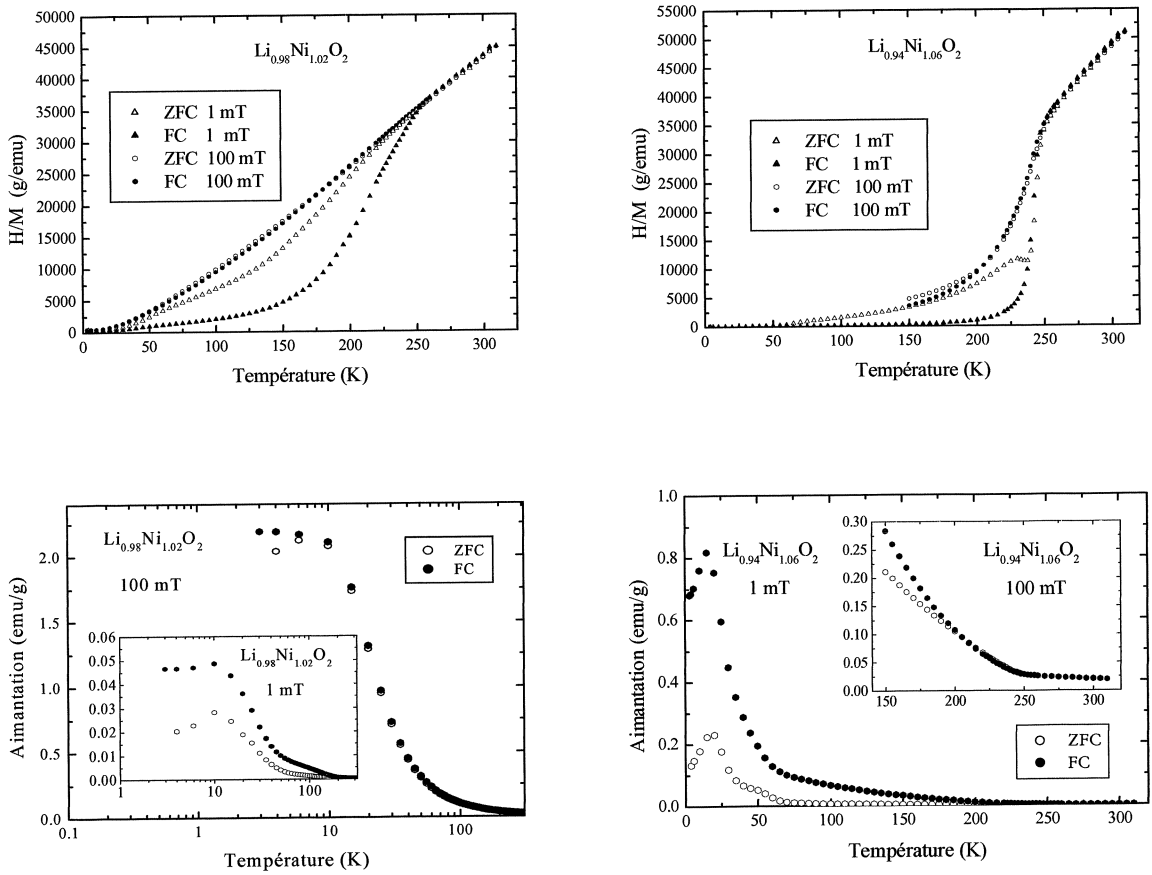 50000
45000
40000
35000
30000
25000
20000
15000
10000
5000
0
H/M (g/emu)
Li0.98Ni1.02O2
ZFC 1 mT
FC 1 mT
ZFC 100 mT
FC 100 mT
0 50 100 150 200 250 300
Température (K)
55000
50000
45000
40000
35000
30000
25000
20000
15000
10000
5000
0
H/M (g/emu)
Li0.94Ni1.06O2
ZFC 1 mT
FC 1 mT
ZFC 100 mT
FC 100 mT
0 50 100 150 200 250 300
Température (K)
2.0
1.5
1.0
0.5
0.0
Aimantation (emu/g)
Li0.98Ni1.02O2
100 mT
ZFC
FC
0.06
0.05
0.04
0.03
0.02
0.01
0.00
Li0.98Ni1.02O2
1 mT
1 10 100
0.1 1 10 100
Température (K)
1.0
0.8
0.6
0.4
0.2
0.0
Aimantation (emu/g)
Li0.94Ni1.06O2
1 mT
0.30
0.25
0.20
0.15
0.10
0.05
0.00
Li0.94Ni1.06O2
100 mT
150 200 250 300
ZFC
FC
0 50 100 150 200 250 300
Température (K)